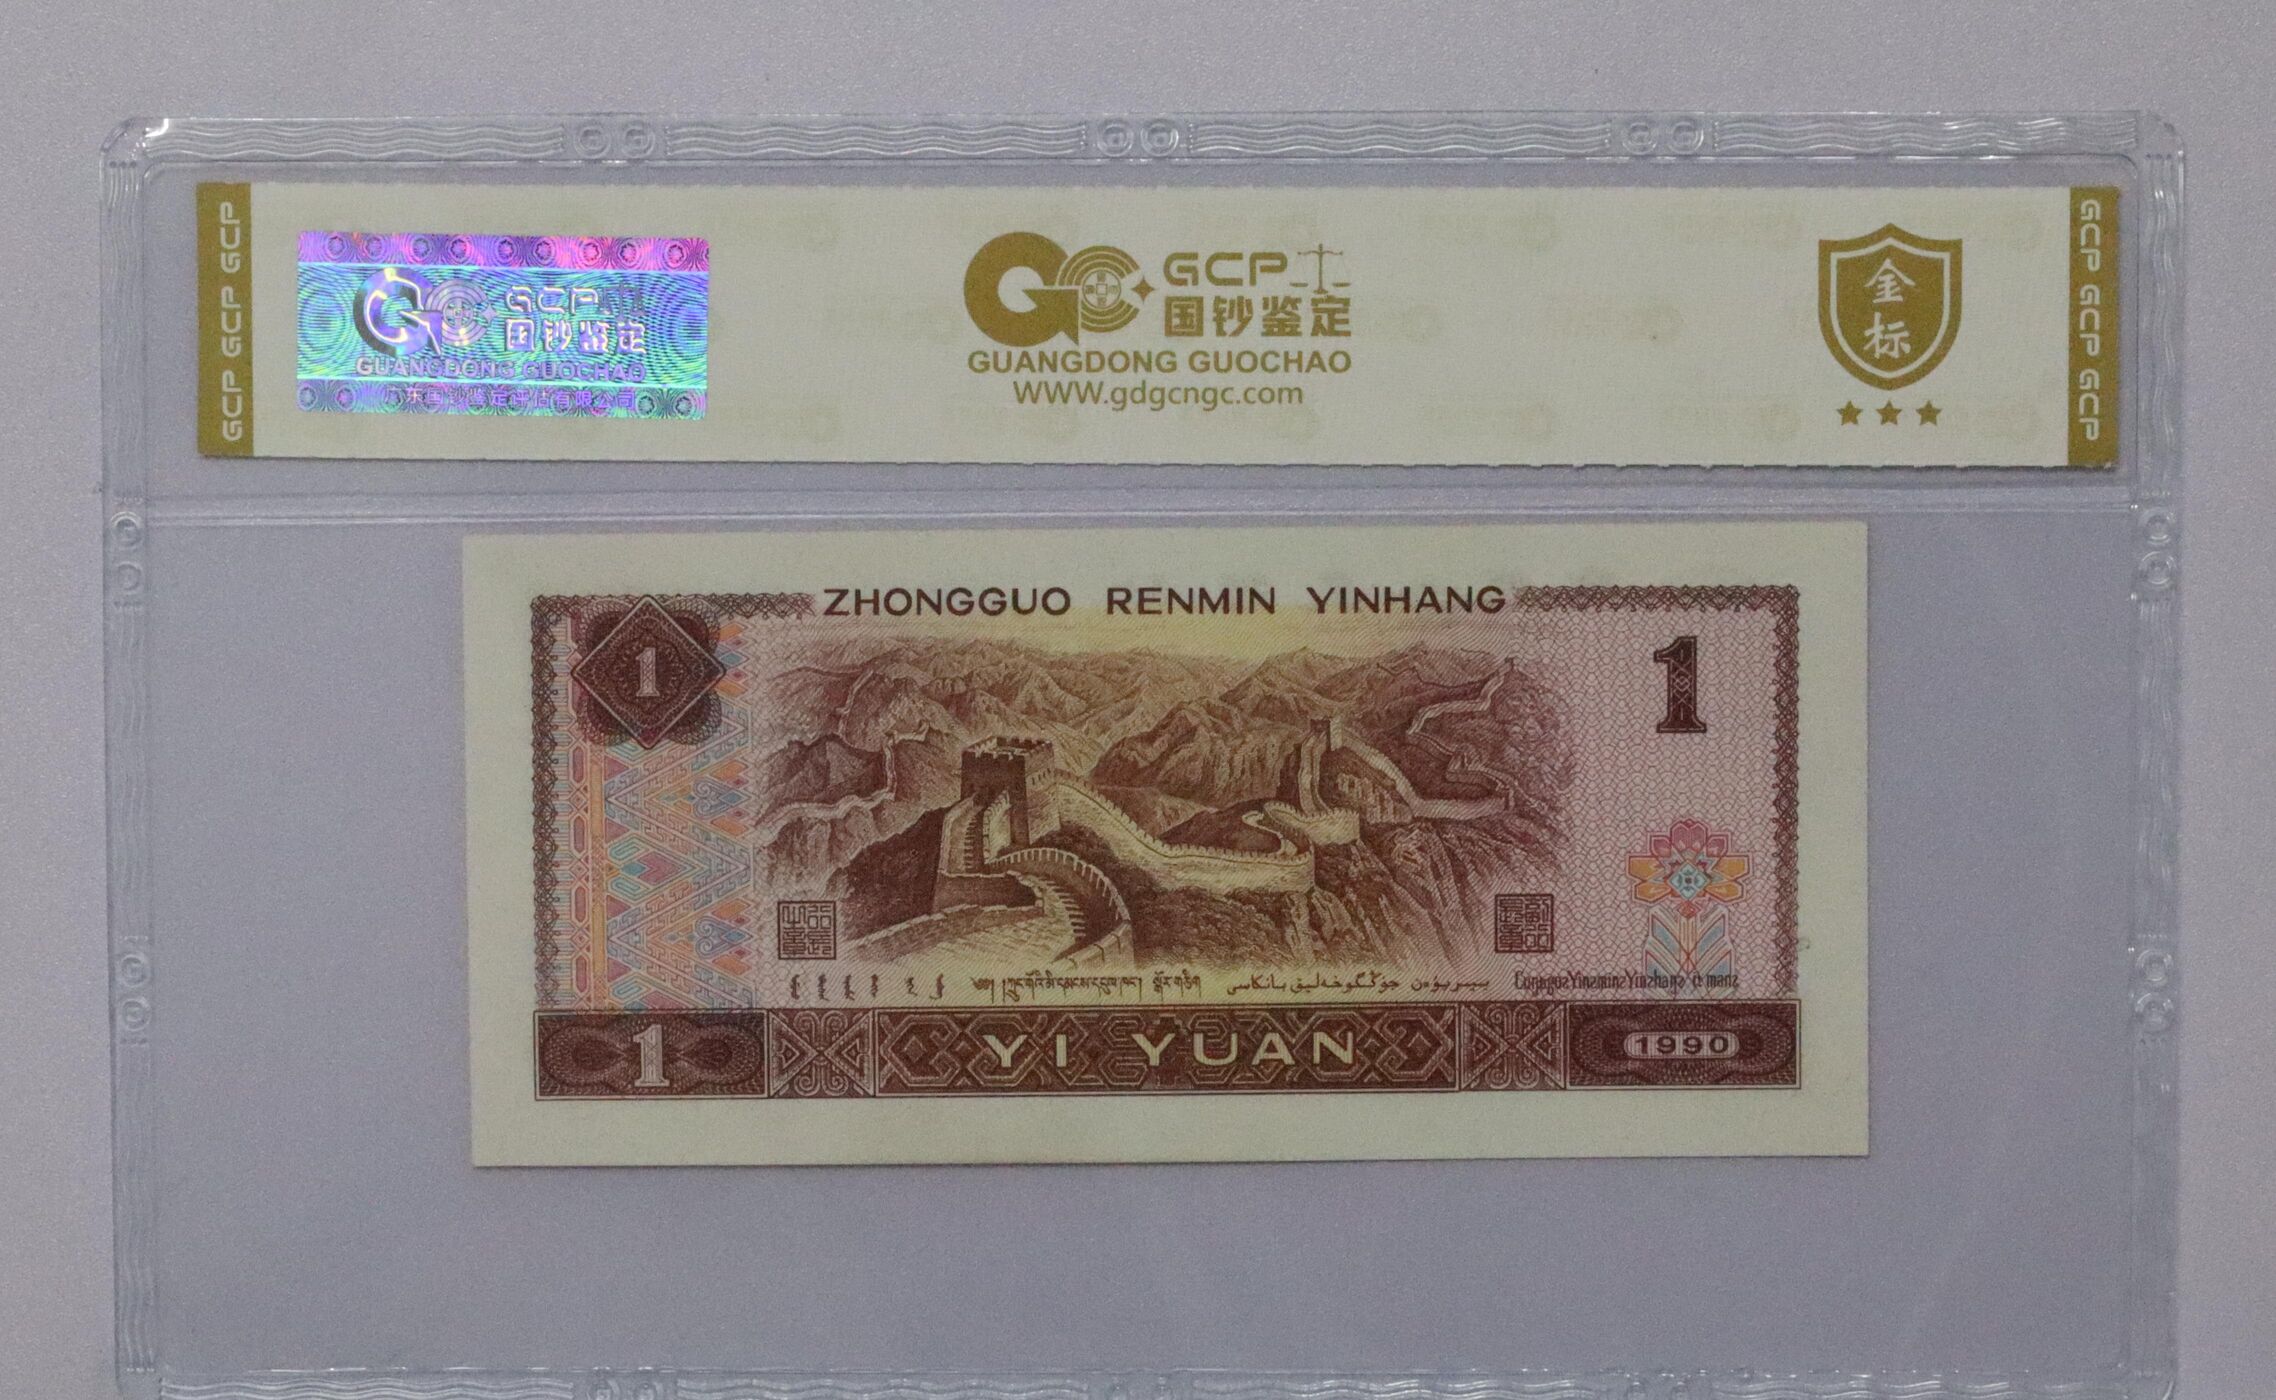 GCP GCP GCP
GCP
国钞鉴定
GUANGDONG GUOCHAO
广东国钞鉴定评估有限公司
GCP
国钞鉴定
GUANGDONG GUOCHAO
WWW.gdgcngc.com
金标
GCP GCP GCP
ZHONGGUO RENMIN YINHANG
1
1
1
YI YUAN
1990